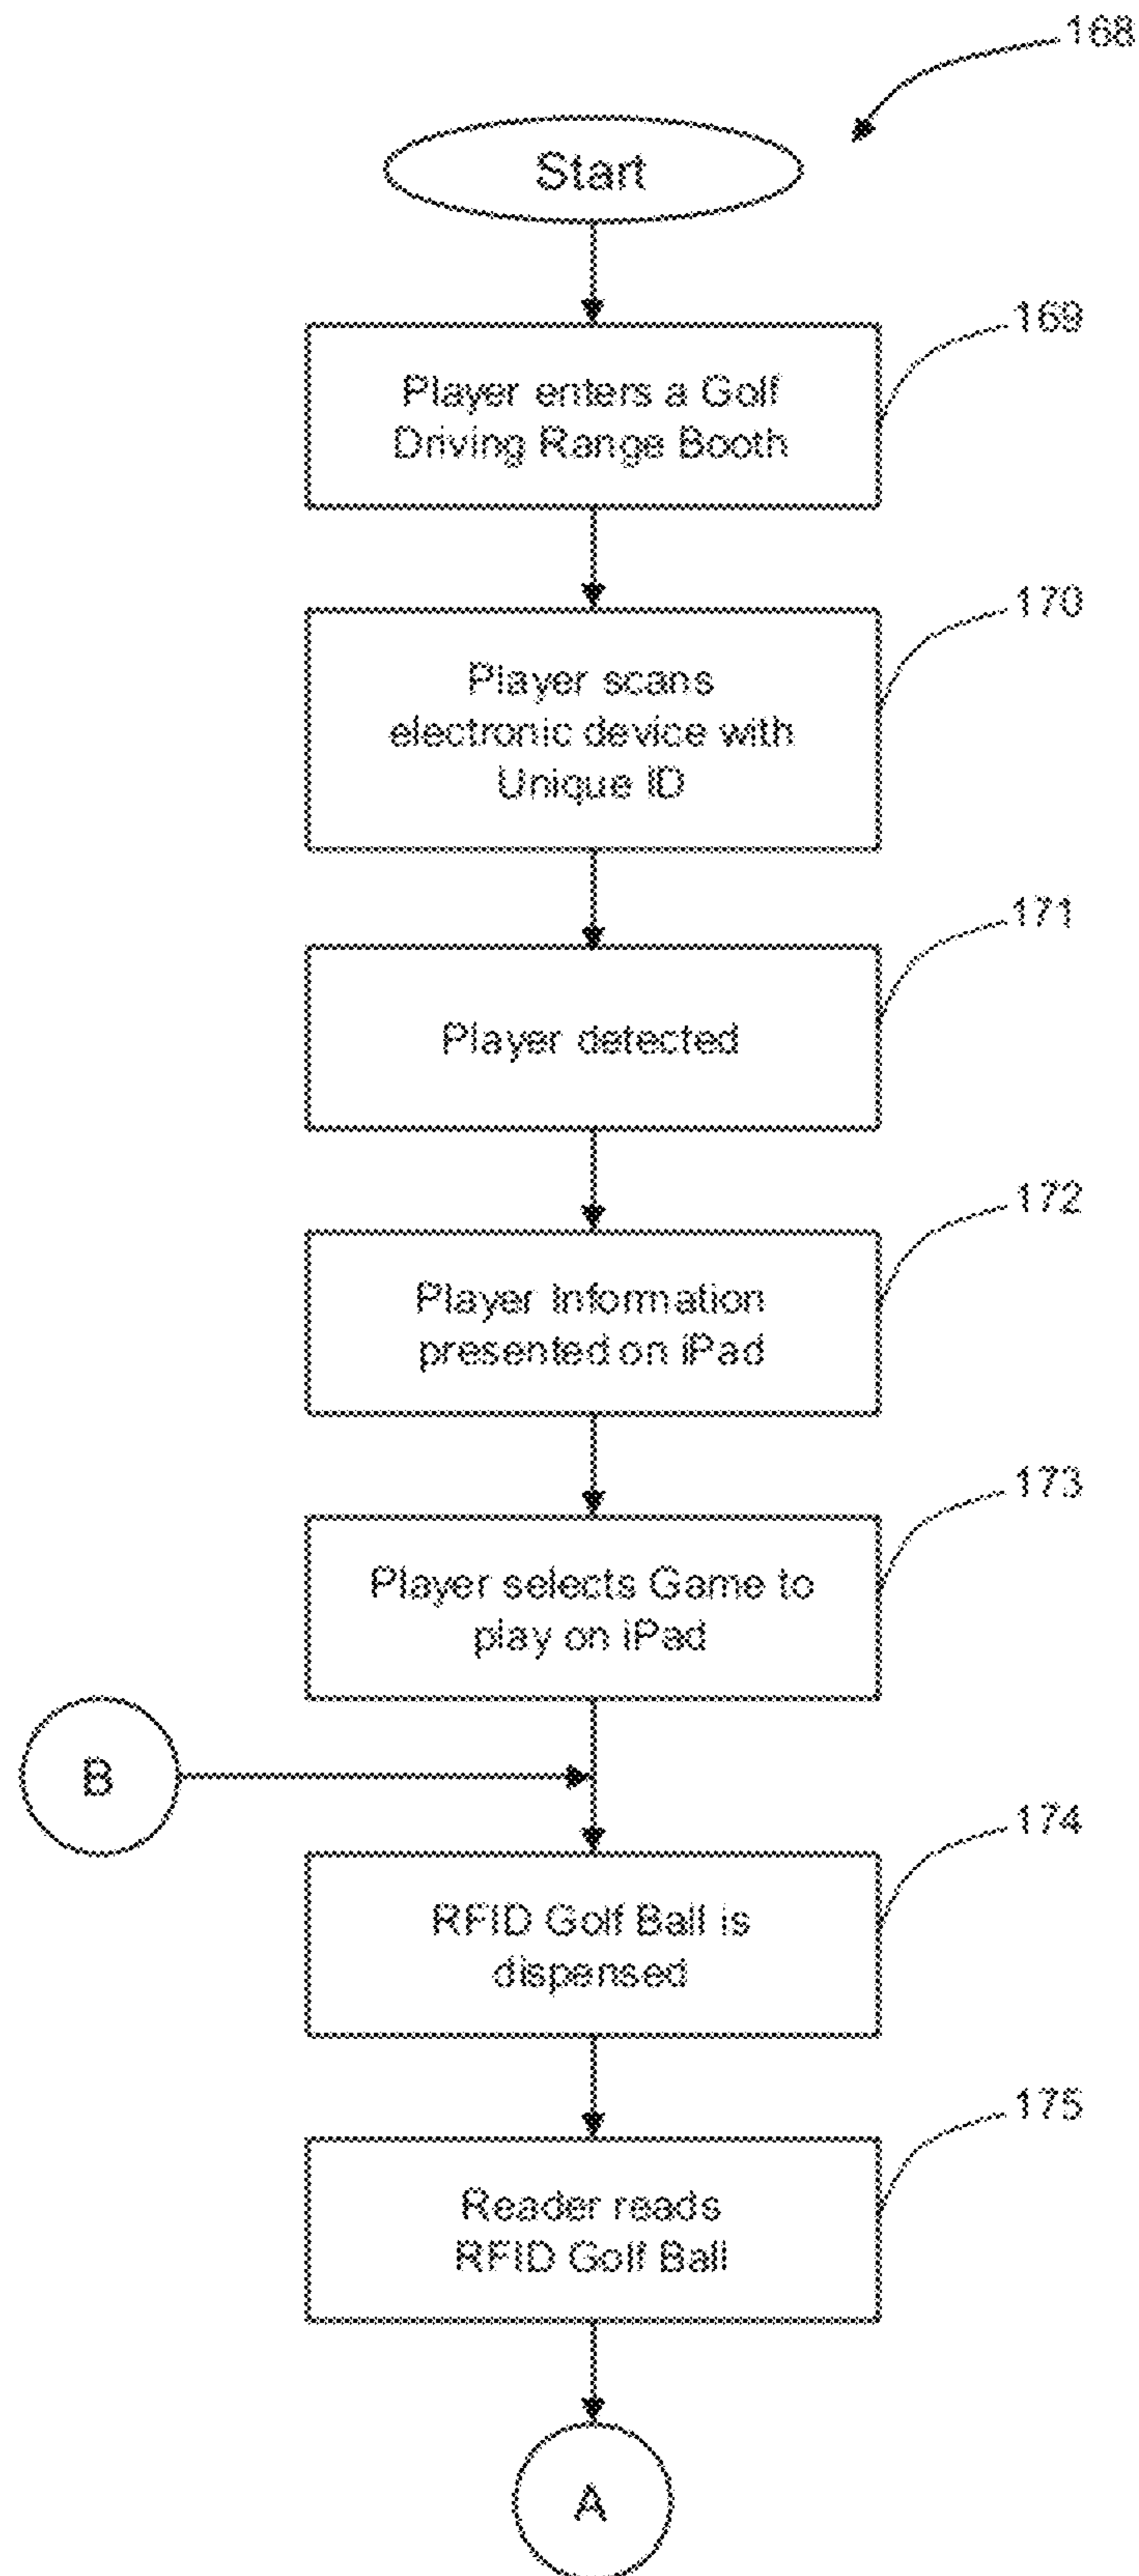 168
Start
169
Player enters a Golf
Driving Range Booth
170
Player scans
electronic device with
Unique ID
171
Player detected
172
Player Information
presented on iPad
173
Player selects Game to
play on iPad
B
174
RFID Golf Ball is
dispensed
175
Reader reads
RFID Golf Ball
A